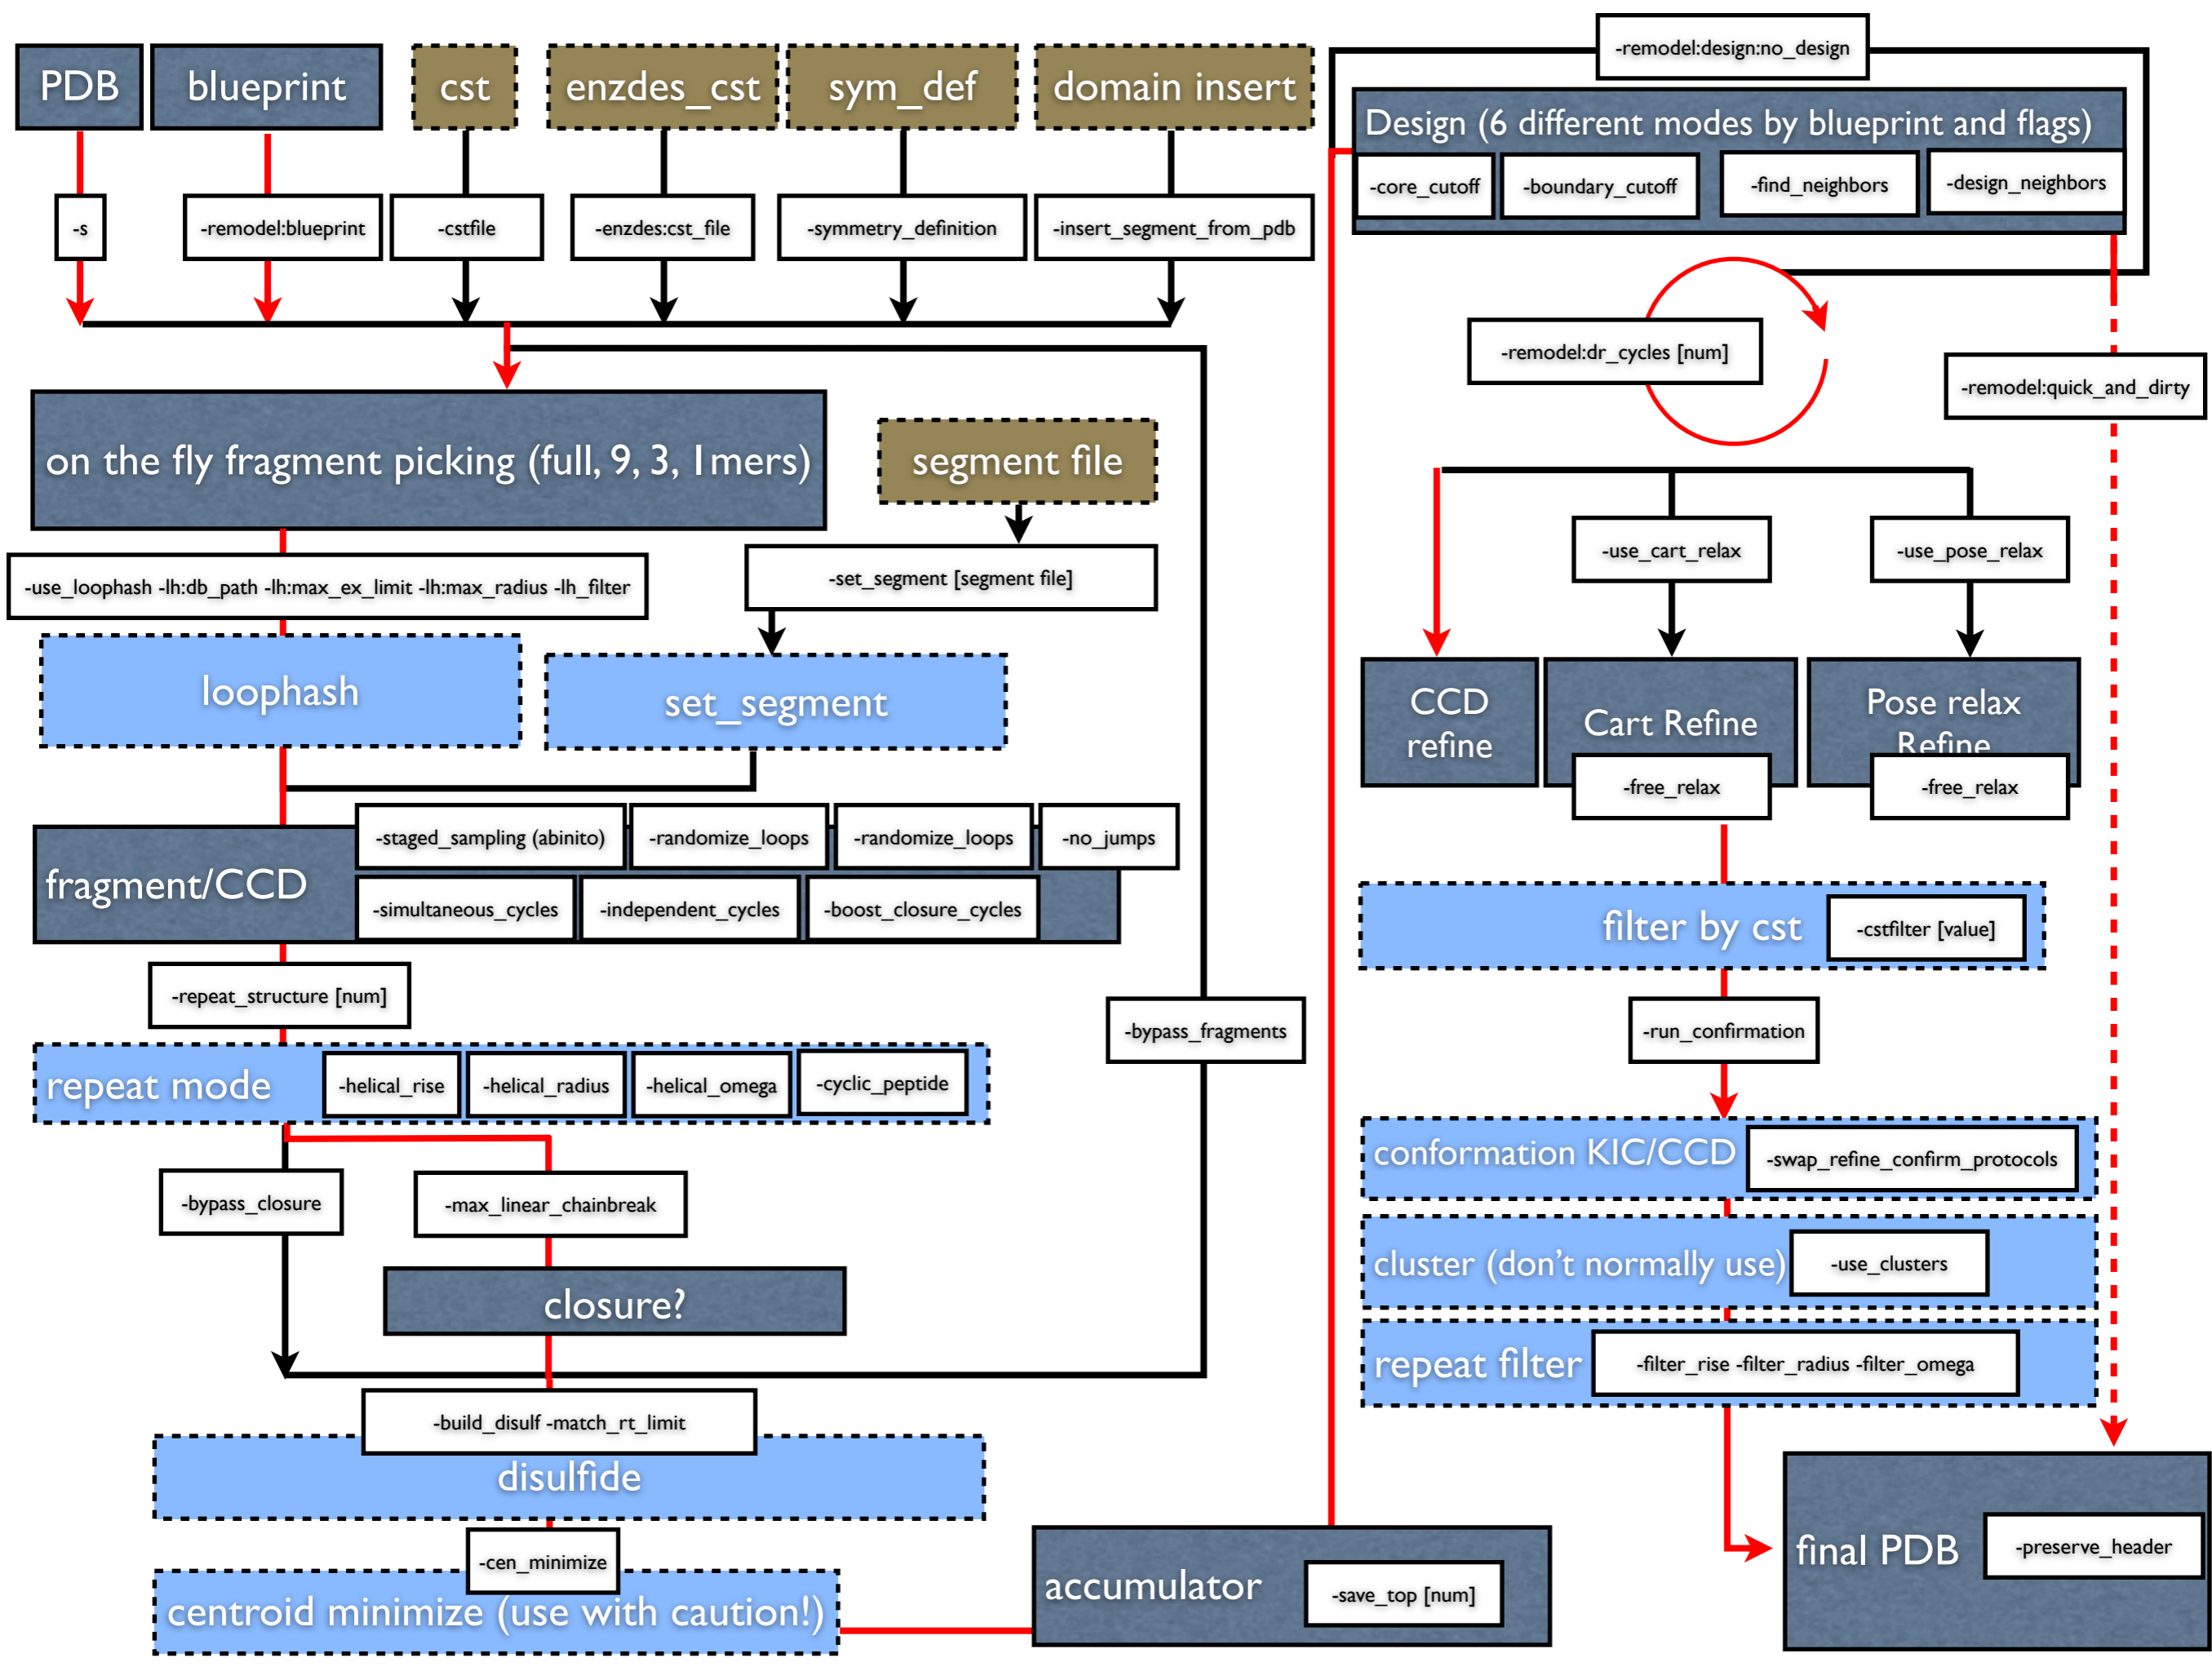 PDB
blueprint
cst
enzdes_cst
sym_def
domain insert
-s
-remodel:blueprint
-cstfile
-enzdes:cst_file
-symmetry_definition
-insert_segment_from_pdb
on the fly fragment picking (full, 9, 3, 1mers)
segment file
-use_loophash -lh:db_path -lh:max_ex_limit -lh:max_radius -lh_filter
-set_segment [segment file]
loophash
set_segment
fragment/CCD
-staged_sampling (abinito)
-randomize_loops
-randomize_loops
-no_jumps
-simultaneous_cycles
-independent_cycles
-boost_closure_cycles
-repeat_structure [num]
-bypass_fragments
repeat mode
-helical_rise
-helical_radius
-helical_omega
-cyclic_peptide
-bypass_closure
-max_linear_chainbreak
closure?
-build_disulf -match_rt_limit
disulfide
-cen_minimize
centroid minimize (use with caution!)
accumulator
-save_top [num]
-remodel:design:no_design
Design (6 different modes by blueprint and flags)
-core_cutoff
-boundary_cutoff
-find_neighbors
-design_neighbors
-remodel:dr_cycles [num]
-remodel:quick_and_dirty
-use_cart_relax
-use_pose_relax
CCD
refine
Cart Refine
Pose relax
Refine
-free_relax
-free_relax
filter by cst
-cstfilter [value]
-run_confirmation
conformation KIC/CCD
-swap_refine_confirm_protocols
cluster (don't normally use)
-use_clusters
repeat filter
-filter_rise -filter_radius -filter_omega
final PDB
-preserve_header